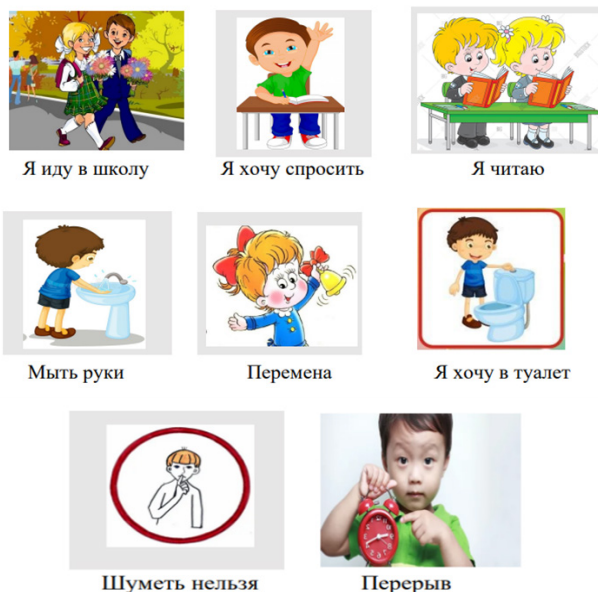 Я иду в школу
Я хочу спросить
Я читаю
Мыть руки
Перемена
Я хочу в туалет
Шуметь нельзя
Перерыв